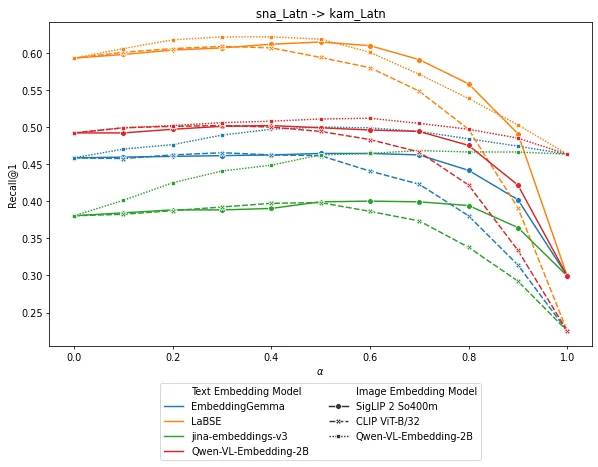 sna_Latn -> kam_Latn
Recall@1
0.60
0.55
0.50
0.45
0.40
0.35
0.30
0.25
0.0
0.2
0.4
0.6
0.8
1.0
α
Text Embedding Model
EmbeddingGemma
LaBSE
jina-embeddings-v3
Qwen-VL-Embedding-2B
Image Embedding Model
SigLIP 2 So400m
CLIP ViT-B/32
Qwen-VL-Embedding-2B